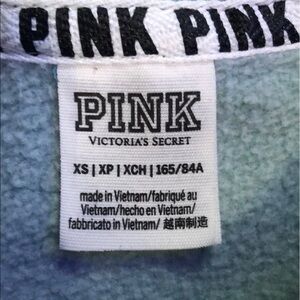 PINK PINK
PINK
VICTORIA'S SECRET
XS | XP | XCH | 165/84A
made in Vietnam/fabriqué au
Vietnam/hecho en Vietnam/
fabbricato in Vietnam/ 越南制造